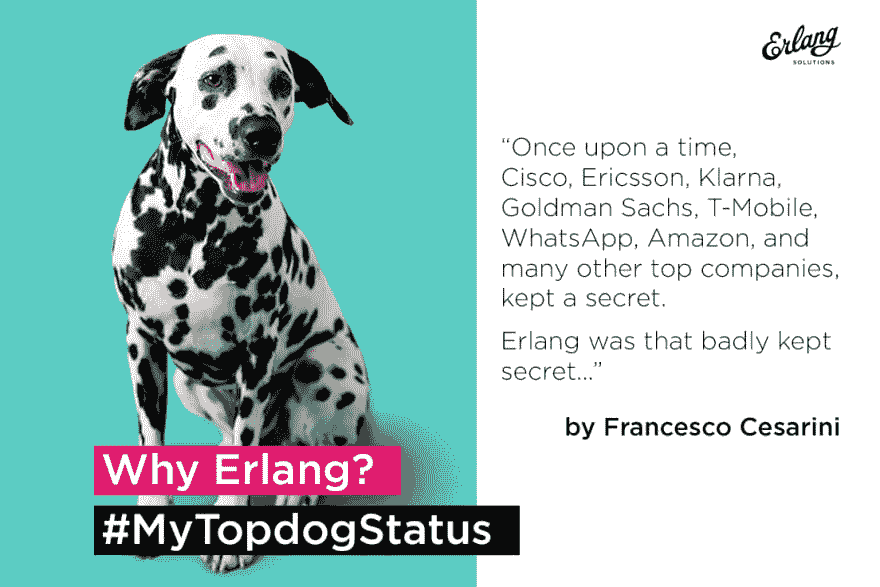 Erlang
SOLUTIONS
“Once upon a time,
Cisco, Ericsson, Klarna,
Goldman Sachs, T-Mobile,
WhatsApp, Amazon, and
many other top companies,
kept a secret.
Erlang was that badly kept
secret...”
by Francesco Cesarini
Why Erlang?
#MyTopdogStatus